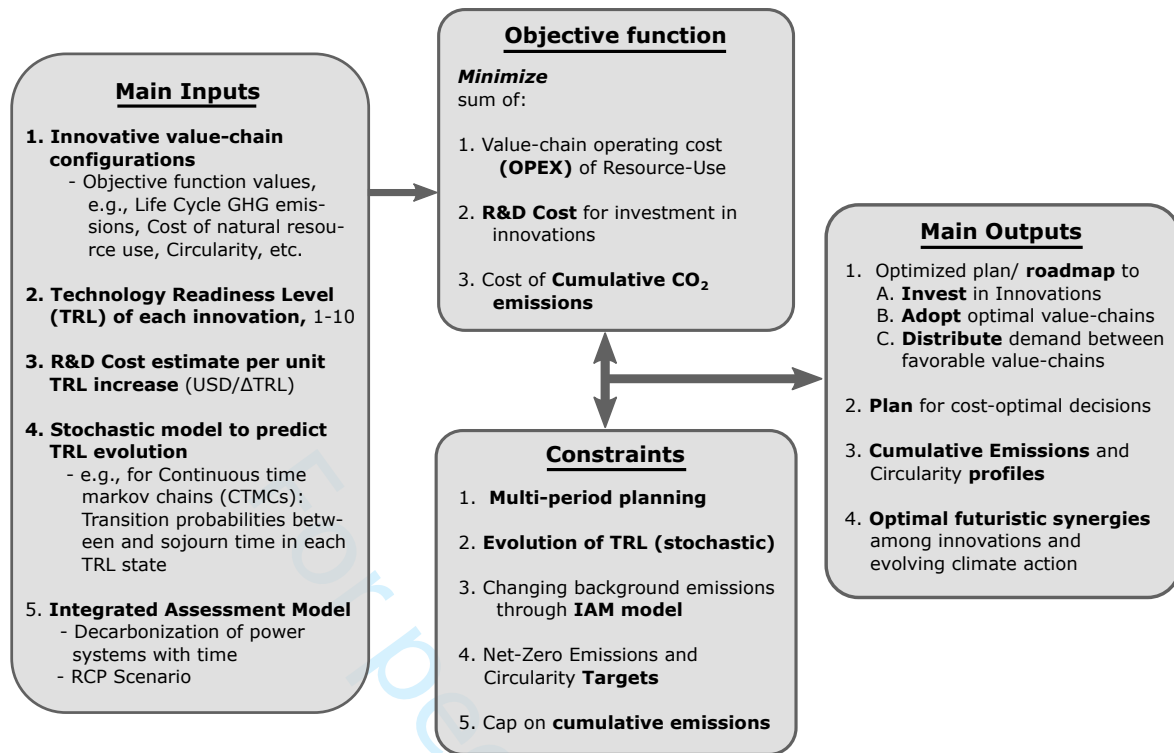 Main Inputs
1. Innovative value-chain
configurations
- Objective function values,
e.g., Life Cycle GHG emis-
sions, Cost of natural resou-
rce use, Circularity, etc.
2. Technology Readiness Level
(TRL) of each innovation, 1-10
3. R&D Cost estimate per unit
TRL increase (USD/ΔTRL)
4. Stochastic model to predict
TRL evolution
- e.g., for Continuous time
markov chains (CTMCs):
Transition probabilities betw-
een and sojourn time in each
TRL state
5. Integrated Assessment Model
- Decarbonization of power
systems with time
- RCP Scenario
Objective function
Minimize
sum of:
1. Value-chain operating cost
(OPEX) of Resource-Use
2. R&D Cost for investment in
innovations
3. Cost of Cumulative CO₂
emissions
Constraints
1. Multi-period planning
2. Evolution of TRL (stochastic)
3. Changing background emissions
through IAM model
4. Net-Zero Emissions and
Circularity Targets
5. Cap on cumulative emissions
Main Outputs
1. Optimized plan/ roadmap to
A. Invest in Innovations
B. Adopt optimal value-chains
C. Distribute demand between
favorable value-chains
2. Plan for cost-optimal decisions
3. Cumulative Emissions and
Circularity profiles
4. Optimal futuristic synergies
among innovations and
evolving climate action
For pee